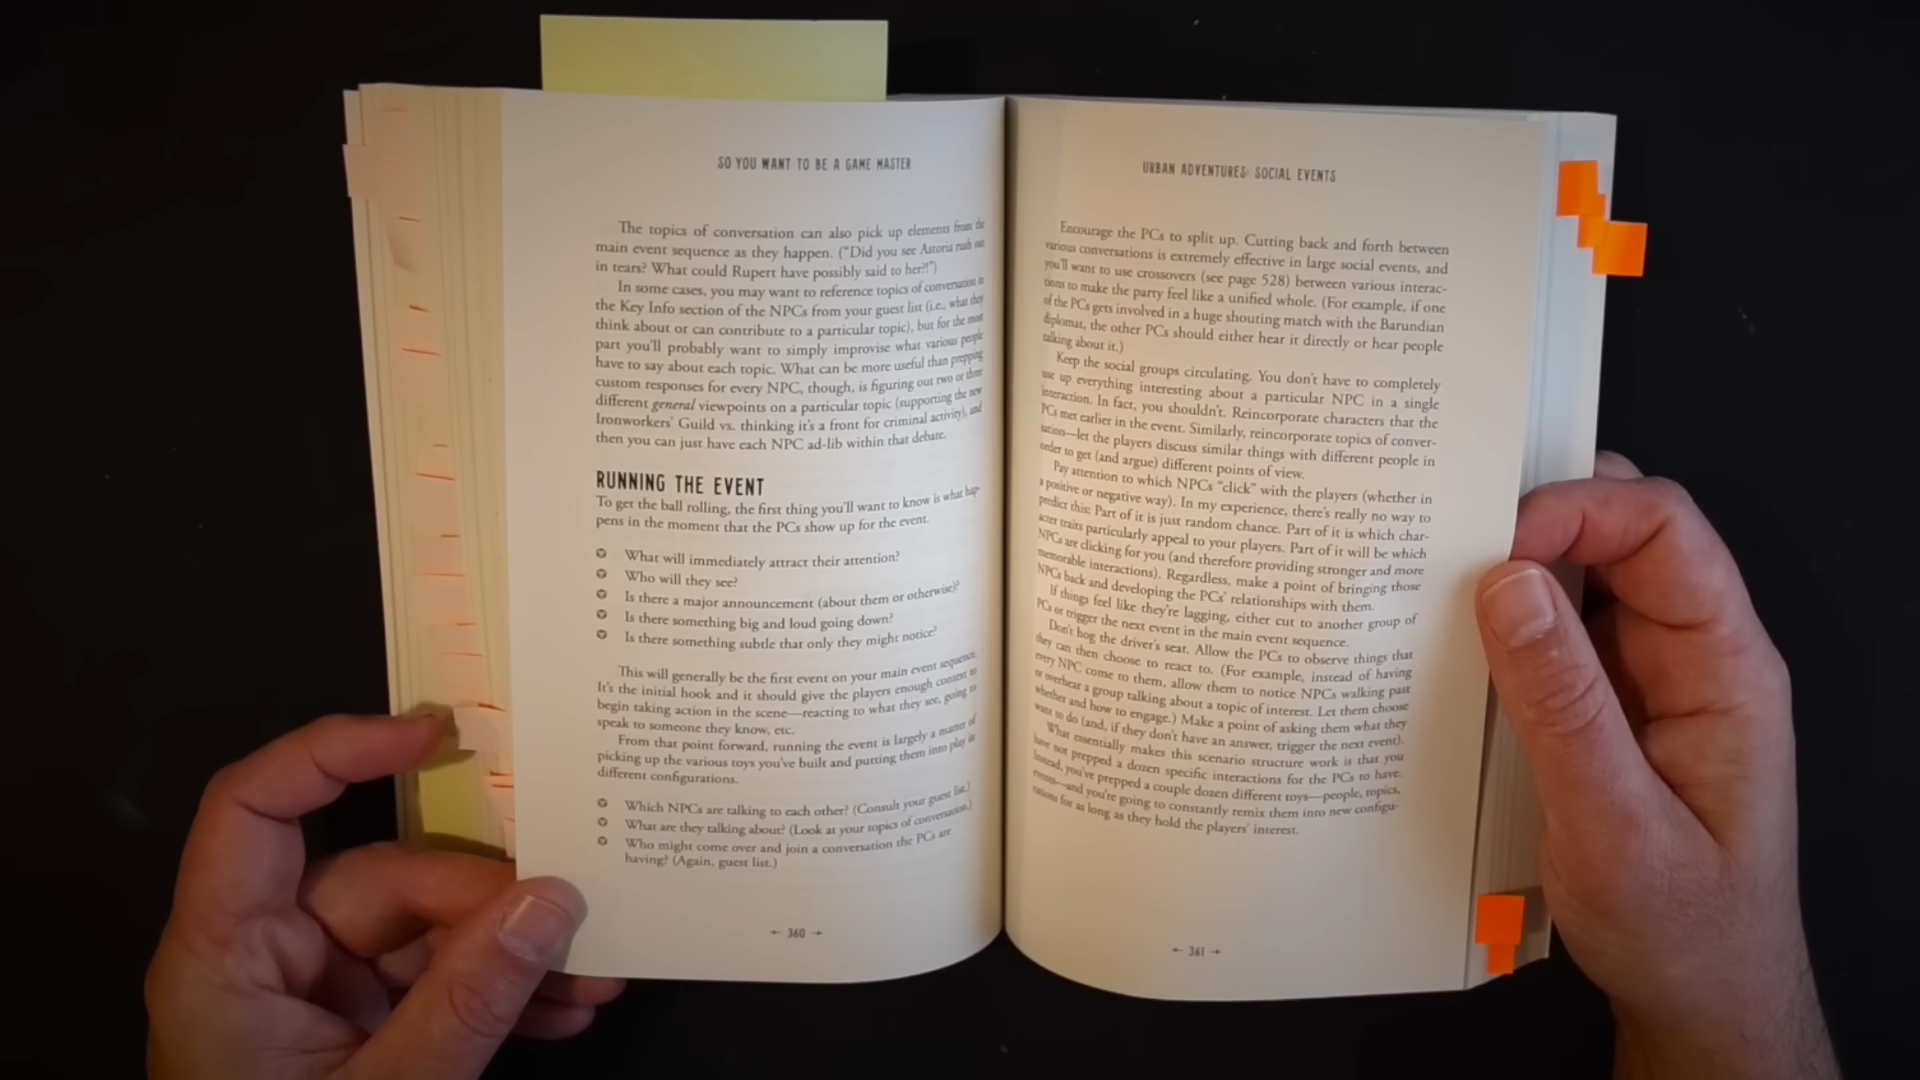 SO YOU WANT TO BE A GAME MASTER
The topics of conversation can also pick up elements from the
main event sequence as they happen. (“Did you see Astoria rush out
in tears? What could Rupert have possibly said to her?!”)
In some cases, you may want to reference topics of conversation in
the Key Info section of the NPCs from your guest list (i.e., what they
think about or can contribute to a particular topic), but for the most
part you’ll probably want to simply improvise what various people
have to say about each topic. What can be more useful than prepping
custom responses for every NPC, though, is figuring out two or three
different general viewpoints on a particular topic (supporting the new
Ironworkers’ Guild vs. thinking it’s a front for criminal activity), and
then you can just have each NPC ad-lib within that debate.
RUNNING THE EVENT
To get the ball rolling, the first thing you’ll want to know is what hap-
pens in the moment that the PCs show up for the event.
What will immediately attract their attention?
Who will they see?
Is there a major announcement (about them or otherwise)?
Is there something big and loud going down?
Is there something subtle that only they might notice?
This will generally be the first event on your main event sequence.
It’s the initial hook and it should give the players enough context to
begin taking action in the scene—reacting to what they see, going to
speak to someone they know, etc.
From that point forward, running the event is largely a matter of
picking up the various toys you’ve built and putting them into play in
different configurations.
Which NPCs are talking to each other? (Consult your guest list.)
What are they talking about? (Look at your topics of conversation.)
Who might come over and join a conversation the PCs are
having? (Again, guest list.)
360
URBAN ADVENTURES: SOCIAL EVENTS
Encourage the PCs to split up. Cutting back and forth between
various conversations is extremely effective in large social events, and
you’ll want to use crossovers (see page 528) between various interac-
tions to make the party feel like a unified whole. (For example, if one
of the PCs gets involved in a huge shouting match with the Barundian
diplomat, the other PCs should either hear it directly or hear people
talking about it.)
Keep the social groups circulating. You don’t have to completely
use up everything interesting about a particular NPC in a single
interaction. In fact, you shouldn’t. Reincorporate characters that the
PCs met earlier in the event. Similarly, reincorporate topics of conver-
sation—let the players discuss similar things with different people in
order to get (and argue) different points of view.
Pay attention to which NPCs “click” with the players (whether in
a positive or negative way). In my experience, there’s really no way to
predict this: Part of it is just random chance. Part of it is which char-
acter traits particularly appeal to your players. Part of it will be which
NPCs are clicking for you (and therefore providing stronger and more
memorable interactions). Regardless, make a point of bringing those
NPCs back and developing the PCs’ relationships with them.
If things feel like they’re lagging, either cut to another group of
PCs or trigger the next event in the main event sequence.
Don’t hog the driver’s seat. Allow the PCs to observe things that
they can then choose to react to. (For example, instead of having
every NPC come to them, allow them to notice NPCs walking past
or overhear a group talking about a topic of interest. Let them choose
whether and how to engage.) Make a point of asking them what they
want to do (and, if they don’t have an answer, trigger the next event).
What essentially makes this scenario structure work is that you
have not prepped a dozen specific interactions for the PCs to have.
Instead, you’ve prepped a couple dozen different toys—people, topics,
events—and you’re going to constantly remix them into new configu-
rations for as long as they hold the players’ interest.
361